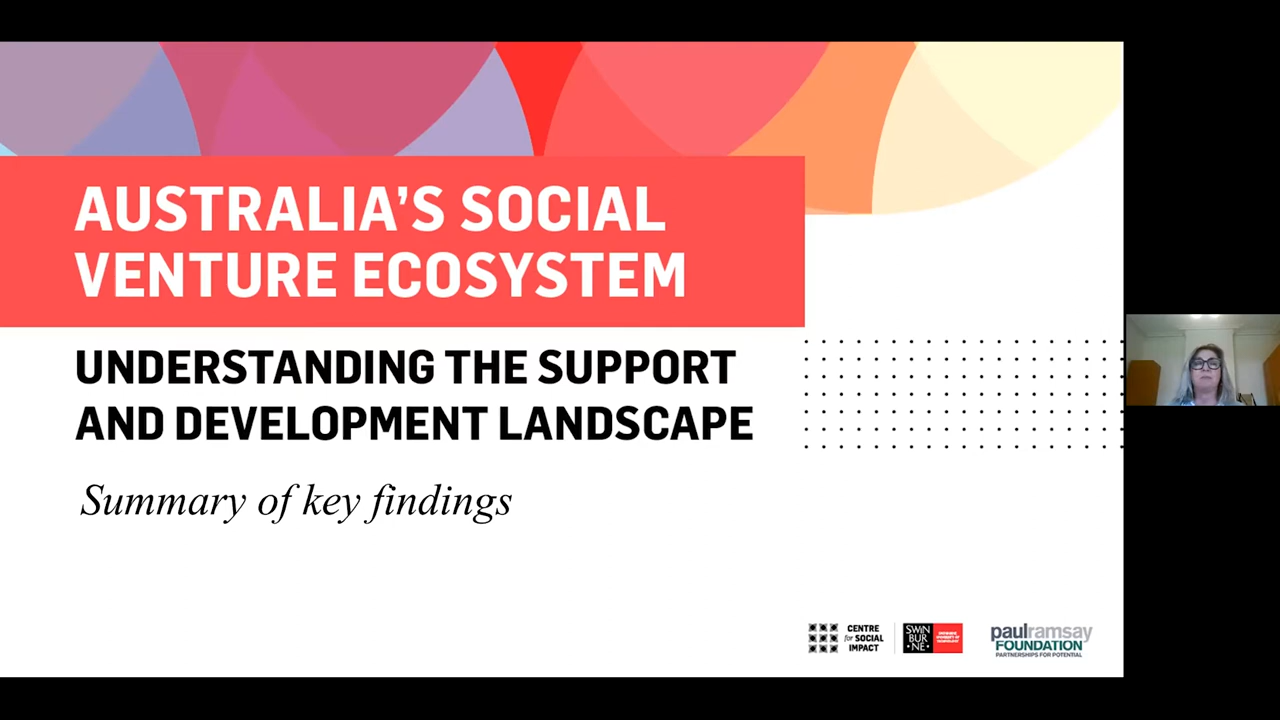 AUSTRALIA'S SOCIAL
VENTURE ECOSYSTEM
UNDERSTANDING THE SUPPORT
AND DEVELOPMENT LANDSCAPE
Summary of key findings
CENTRE
for SOCIAL
IMPACT
SWIN
BUR
•NE•
paulramsay
FOUNDATION
PARTNERSHIPS FOR POTENTIAL